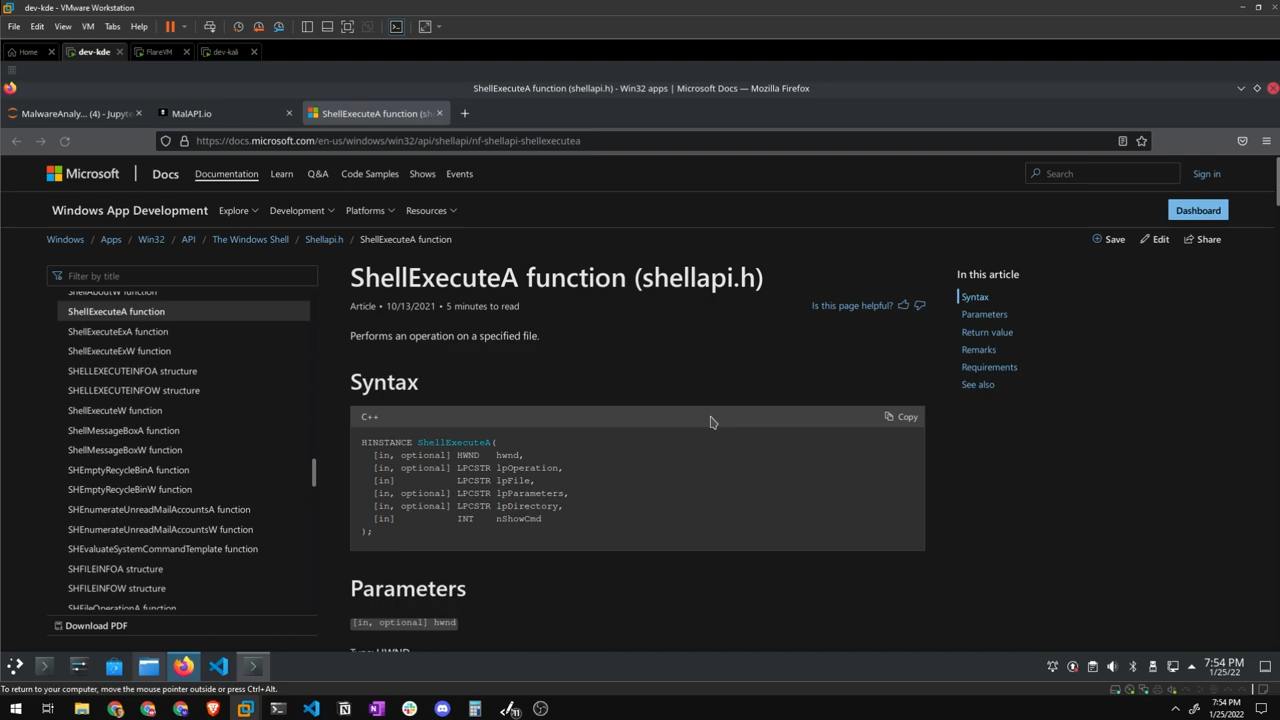 dev-kde - VMware Workstation
File Edit View VM Tabs Help
Home dev-kde FlareVM dev-kali
ShellExecuteA function (shellapi.h) - Win32 apps | Microsoft Docs — Mozilla Firefox
MalwareAnaly... (4) - Jupyte MalAPI.io ShellExecuteA function (sh
https://docs.microsoft.com/en-us/windows/win32/api/shellapi/nf-shellapi-shellexecutea
Microsoft Docs Documentation Learn Q&A Code Samples Shows Events Search Sign in
Windows App Development Explore Development Platforms Resources Dashboard
Windows / Apps / Win32 / API / The Windows Shell / Shellapi.h / ShellExecuteA function Save Edit Share
Filter by title
ShellAboutW function
ShellExecuteA function
ShellExecuteExA function
ShellExecuteExW function
SHELLEXECUTEINFOA structure
SHELLEXECUTEINFOW structure
ShellExecuteW function
ShellMessageBoxA function
ShellMessageBoxW function
SHEmptyRecycleBinA function
SHEmptyRecycleBinW function
SHEnumerateUnreadMailAccountsA function
SHEnumerateUnreadMailAccountsW function
SHEvaluateSystemCommandTemplate function
SHFILEINFOA structure
SHFILEINFOW structure
SHFileOperationA function
Download PDF
ShellExecuteA function (shellapi.h)
Article • 10/13/2021 • 5 minutes to read
Is this page helpful?
Performs an operation on a specified file.
Syntax
C++ Copy
HINSTANCE ShellExecuteA(
[in, optional] HWND hwnd,
[in, optional] LPCSTR lpOperation,
[in] LPCSTR lpFile,
[in, optional] LPCSTR lpParameters,
[in, optional] LPCSTR lpDirectory,
[in] INT nShowCmd
);
Parameters
[in, optional] hwnd
Type: HWND
In this article
Syntax
Parameters
Return value
Remarks
Requirements
See also
7:54 PM
1/25/22
To return to your computer, move the mouse pointer outside or press Ctrl+Alt.
7:54 PM
1/25/2022